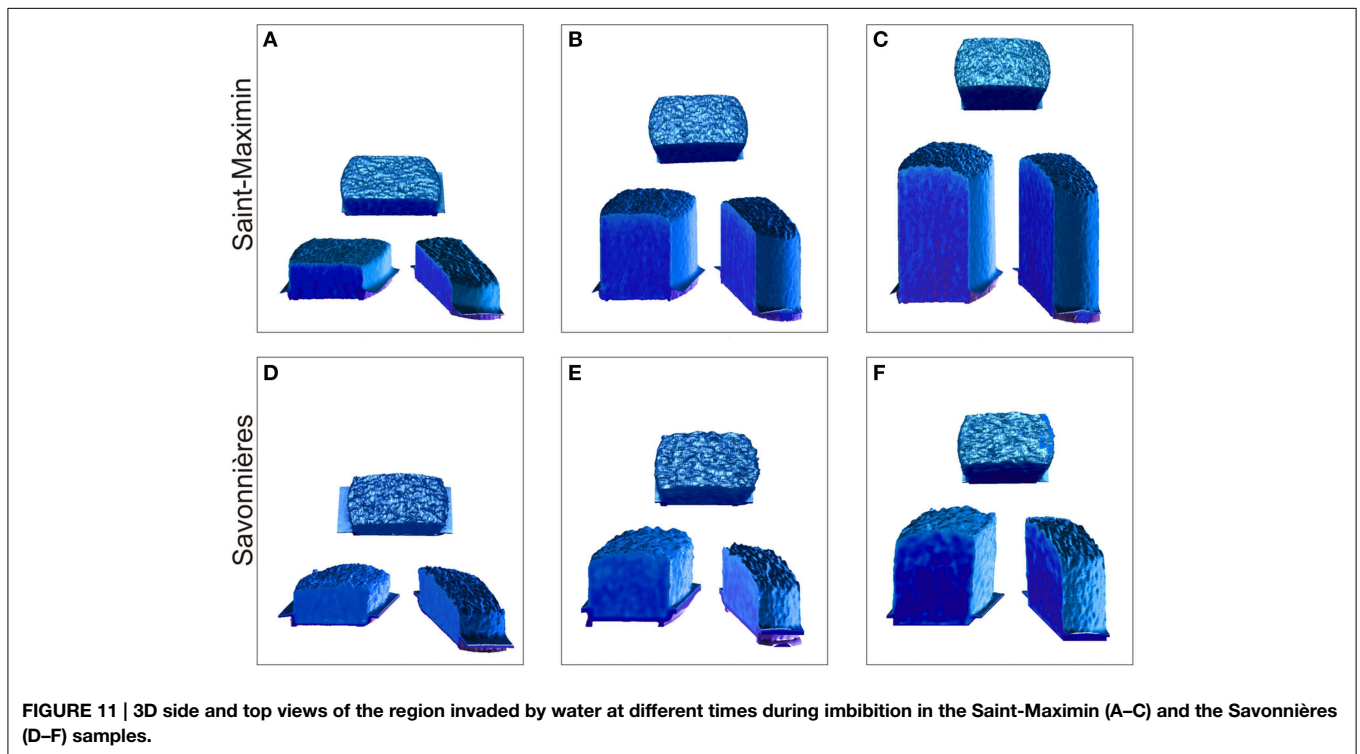 Saint-Maximin
A
B
C
Savonnières
D
E
F
FIGURE 11 | 3D side and top views of the region invaded by water at different times during imbibition in the Saint-Maximin (A–C) and the Savonnières
(D–F) samples.